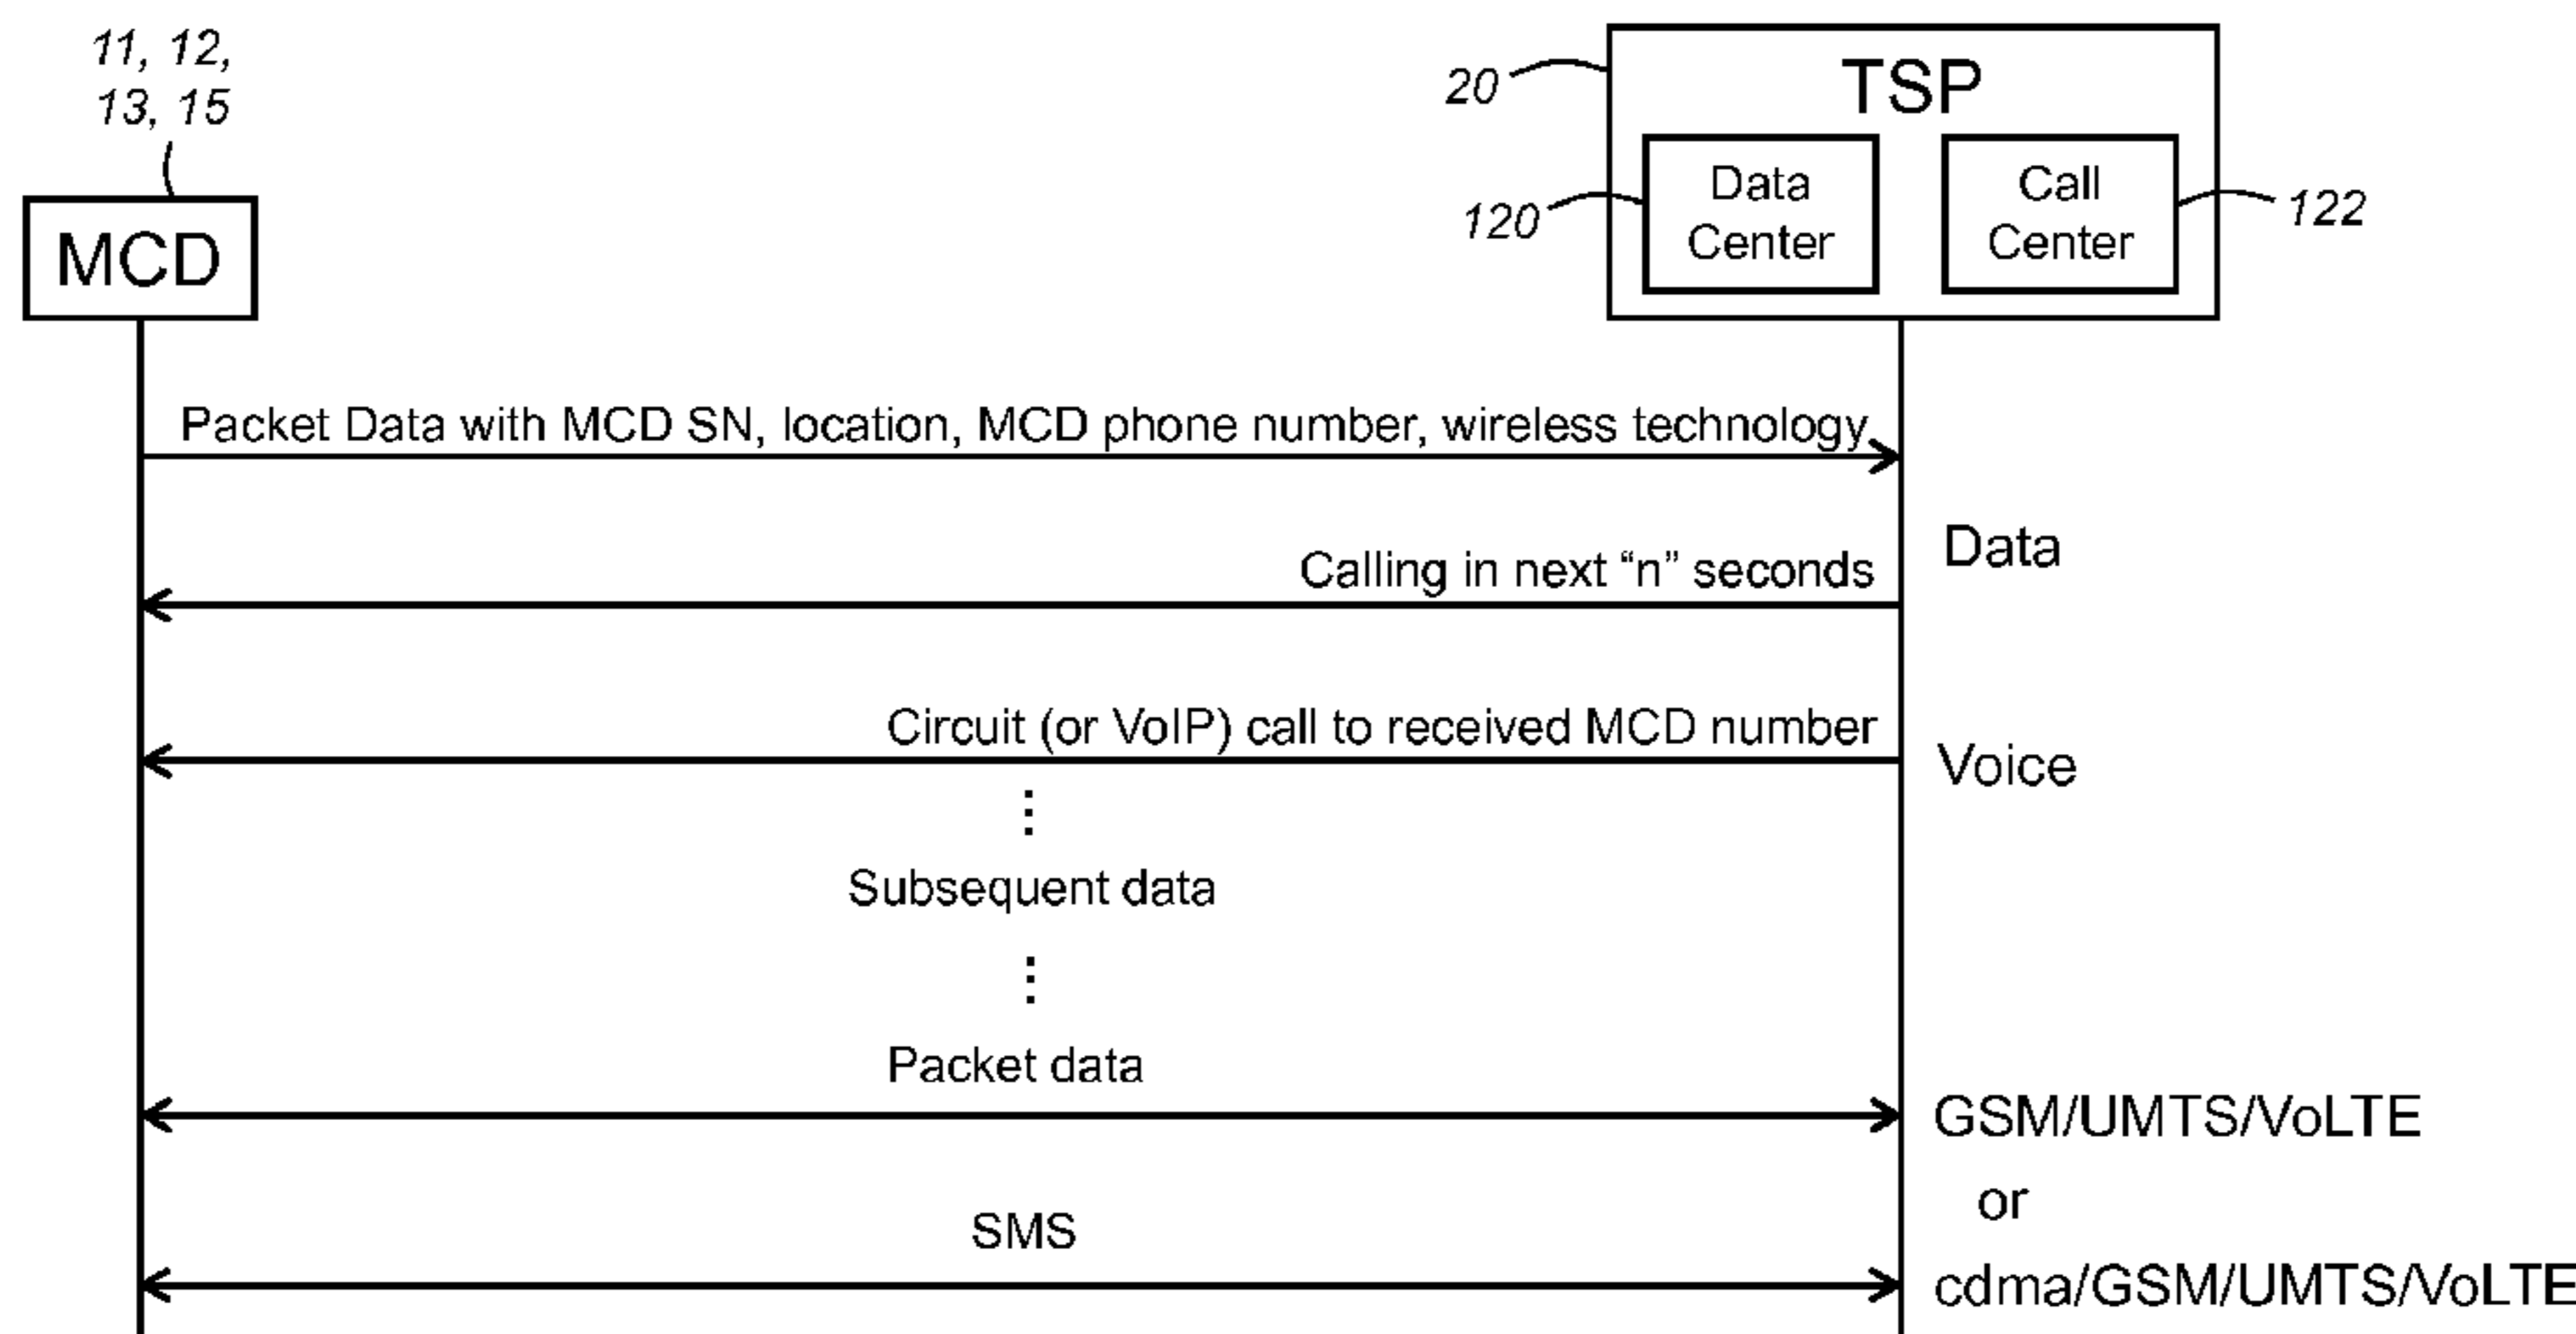 11, 12,
13, 15
MCD
20
TSP
120
Data
Center
Call
Center
122
Packet Data with MCD SN, location, MCD phone number, wireless technology
Calling in next “n” seconds
Data
Circuit (or VoIP) call to received MCD number
Voice
⋮
Subsequent data
⋮
Packet data
GSM/UMTS/VoLTE
or
SMS
cdma/GSM/UMTS/VoLTE